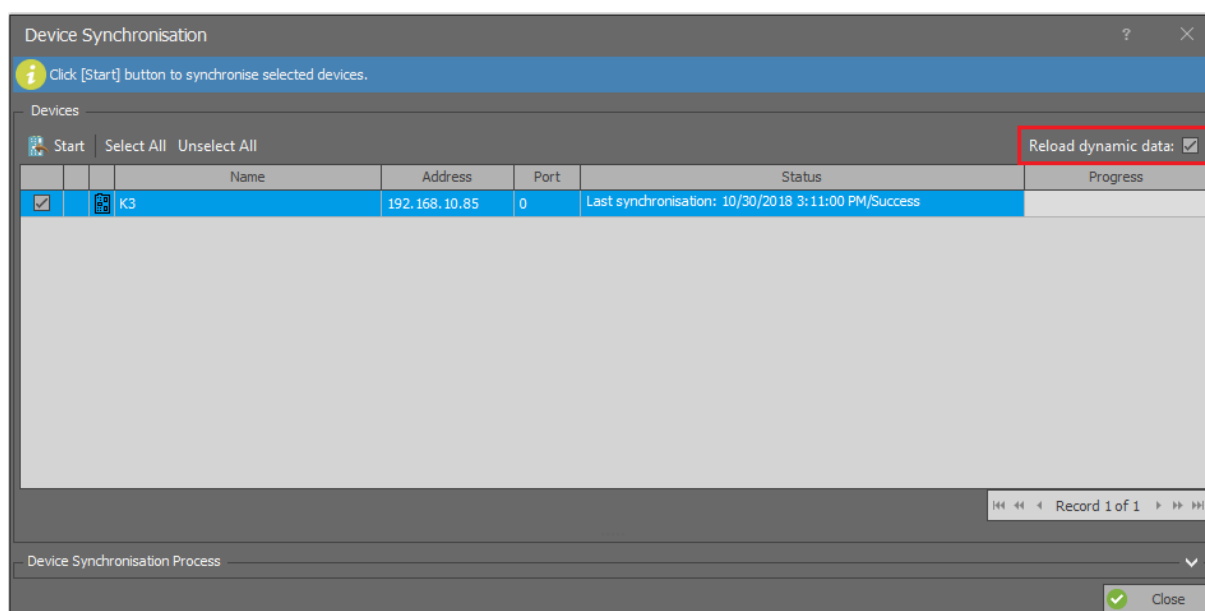 Device Synchronisation ?
Click [Start] button to synchronise selected devices.
Devices
Start Select All Unselect All Reload dynamic data:
Name Address Port Status Progress
K3 192.168.10.85 0 Last synchronisation: 10/30/2018 3:11:00 PM/Success
Record 1 of 1
Device Synchronisation Process
Close